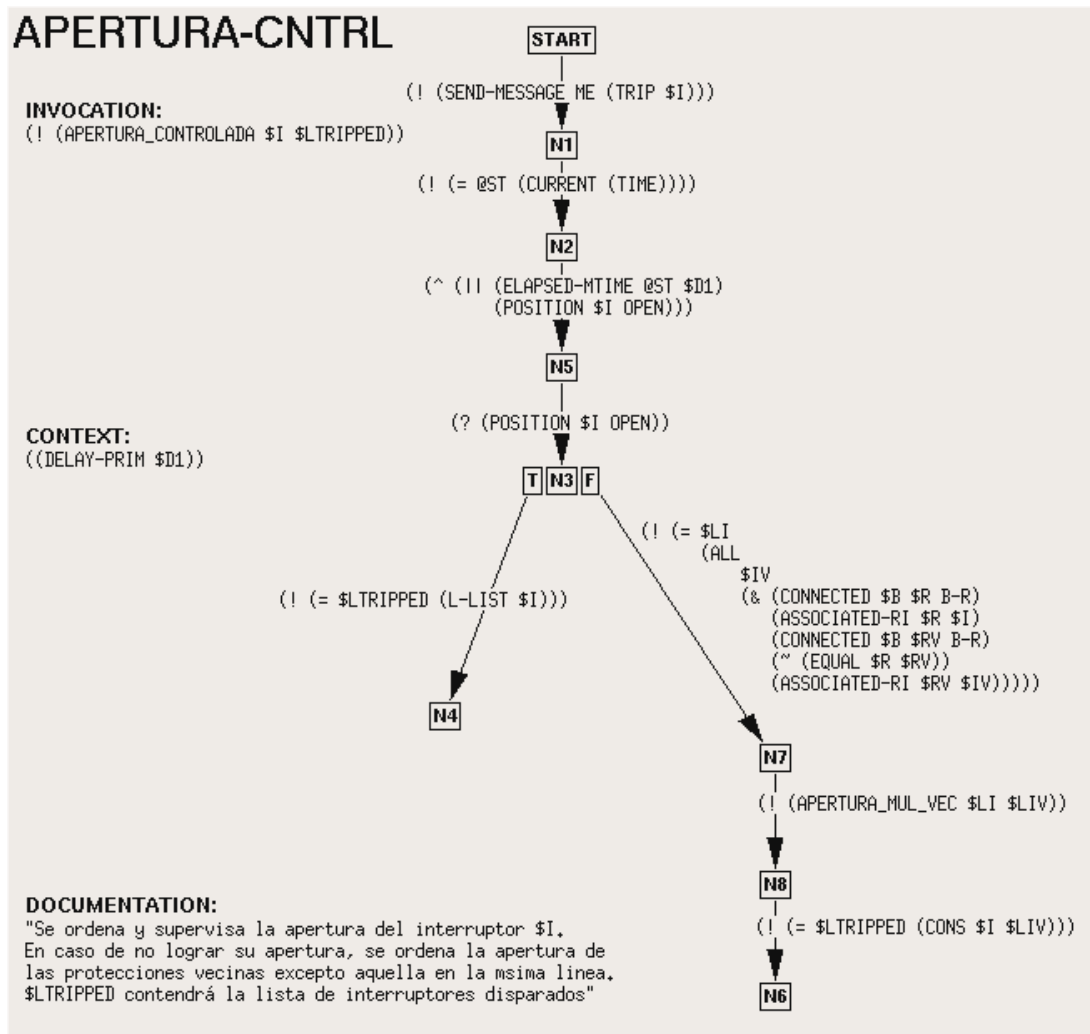 APERTURA-CNTRL
START
(! (SEND-MESSAGE ME (TRIP $I)))
INVOCATION:
(! (APERTURA_CONTROLADA $I $LTRIPPED))
N1
(! (= @ST (CURRENT (TIME))))
N2
(^ (|| (ELAPSED-MTIME @ST $D1)
(POSITION $I OPEN)))
N5
(? (POSITION $I OPEN))
CONTEXT:
((DELAY-PRIM $D1))
T N3 F
(! (= $LI
(ALL
$IV
(& (CONNECTED $B $R B-R)
(ASSOCIATED-RI $R $I)
(CONNECTED $B $RV B-R)
(~ (EQUAL $R $RV))
(ASSOCIATED-RI $RV $IV)))))
(! (= $LTRIPPED (L-LIST $I)))
N4
N7
(! (APERTURA_MUL_VEC $LI $LIV))
N8
(! (= $LTRIPPED (CONS $I $LIV)))
N6
DOCUMENTATION:
"Se ordena y supervisa la apertura del interruptor $I.
En caso de no lograr su apertura, se ordena la apertura de
las protecciones vecinas excepto aquella en la msima linea.
$LTRIPPED contendrá la lista de interruptores disparados"